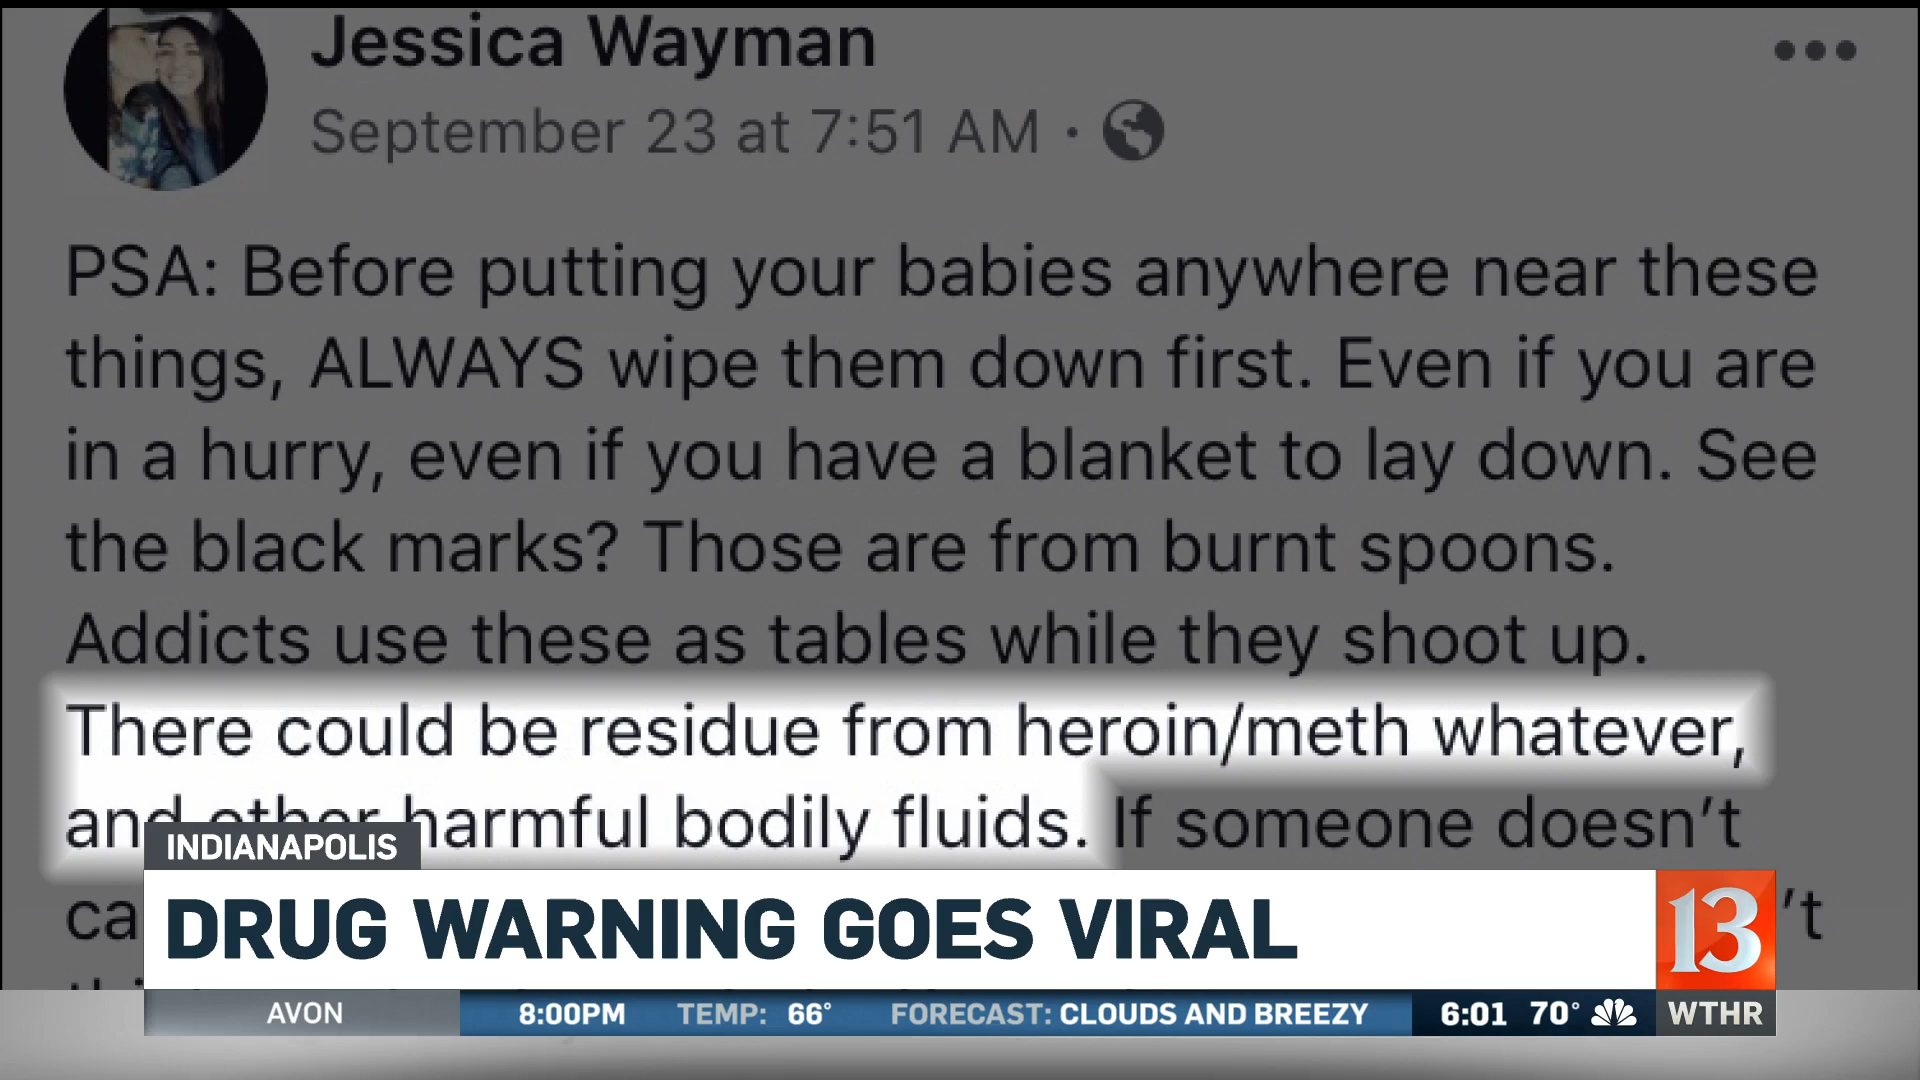 Jessica Wayman
September 23 at 7:51 AM ·
PSA: Before putting your babies anywhere near these
things, ALWAYS wipe them down first. Even if you are
in a hurry, even if you have a blanket to lay down. See
the black marks? Those are from burnt spoons.
Addicts use these as tables while they shoot up.
There could be residue from heroin/meth whatever,
and other harmful bodily fluids. If someone doesn't
INDIANAPOLIS
DRUG WARNING GOES VIRAL
13
AVON 8:00PM TEMP: 66° FORECAST: CLOUDS AND BREEZY 6:01 70° WTHR